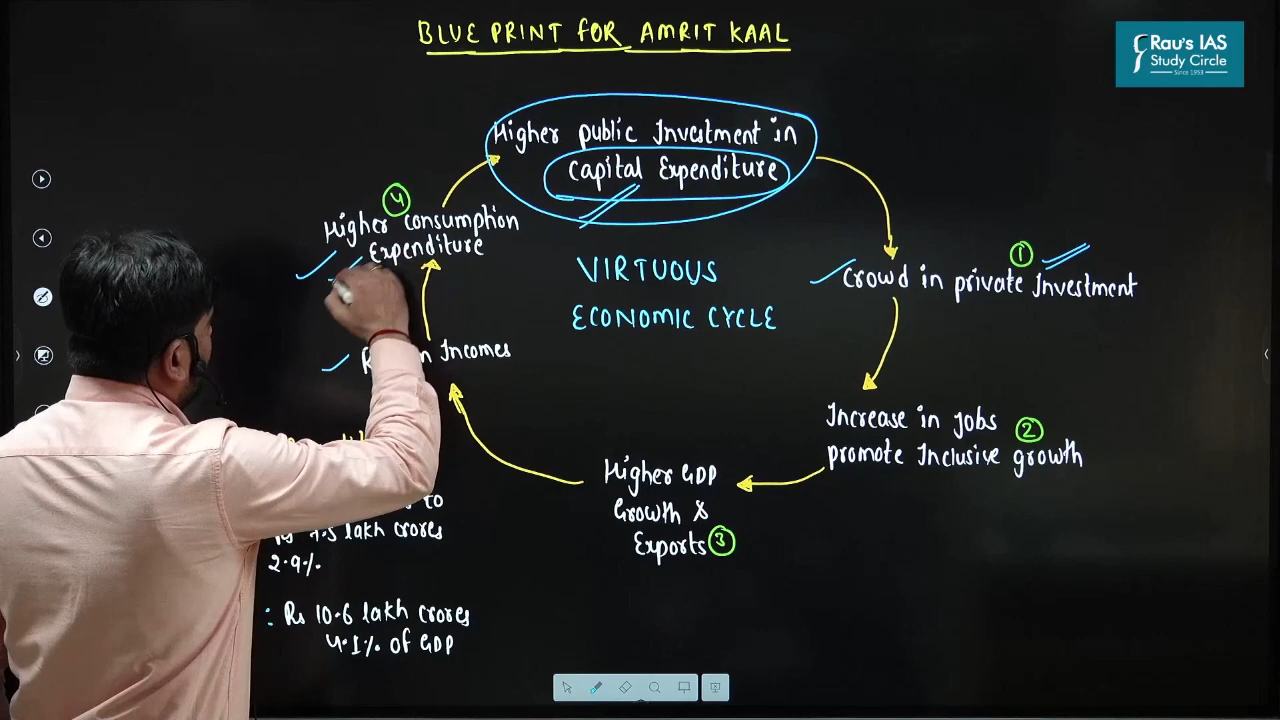 BLUE PRINT FOR AMRIT KAAL
Rau's IAS
Study Circle
Since 1953
Higher public Investment in
Capital Expenditure
4
Higher consumption
Expenditure
1
Crowd in private Investment
VIRTUOUS
ECONOMIC CYCLE
Incomes
Increase in jobs 2
promote Inclusive growth
Higher GDP
Growth &
Exports 3
to
lakh crores
2.9%
: Rs 10.6 lakh crores
4.1% of GDP